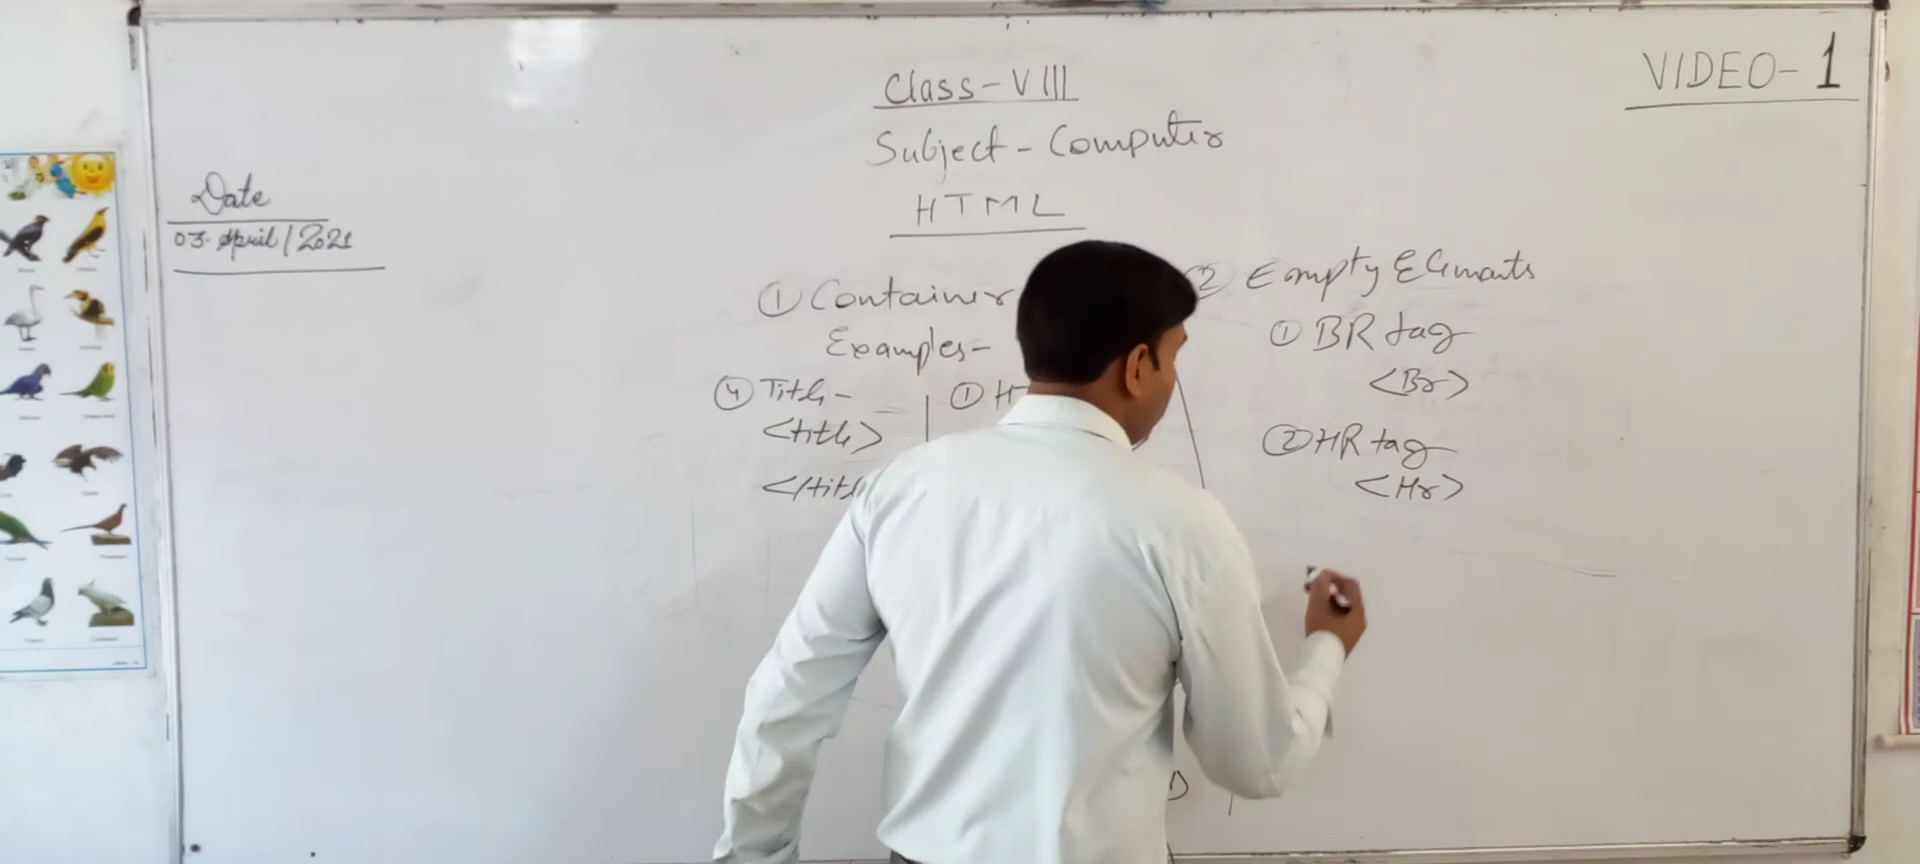 VIDEO-1
Class-VIII
Subject-Computer
HTML
Date
03. April/2021
① Container
Examples-
④ Title-
<title>
① H
② Empty Elements
① BR tag
<Br>
② HR tag
<Hr>